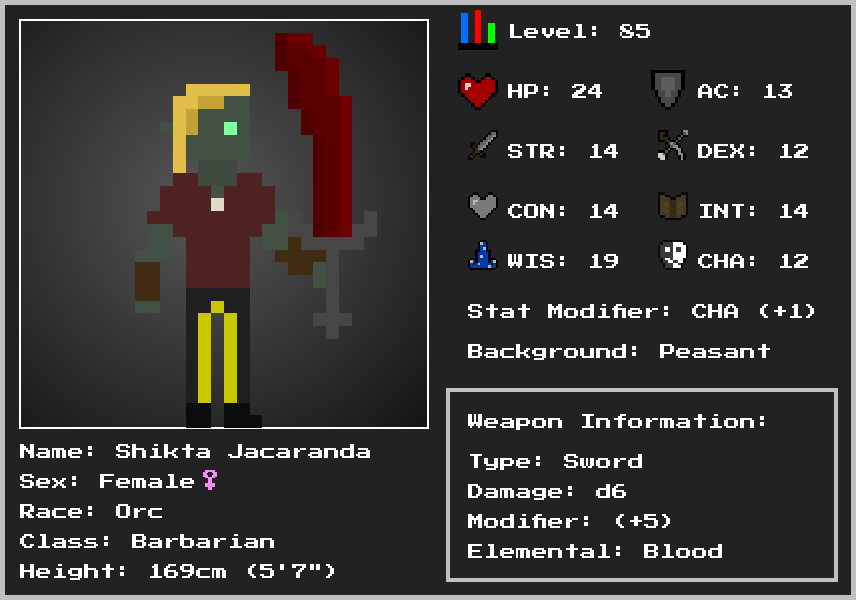 Level: 85
HP: 24
AC: 13
STR: 14
DEX: 12
CON: 14
INT: 14
WIS: 19
CHA: 12
Stat Modifier: CHA (+1)
Background: Peasant
Weapon Information:
Type: Sword
Damage: d6
Modifier: (+5)
Elemental: Blood
Name: Shikta Jacaranda
Sex: Female♀
Race: Orc
Class: Barbarian
Height: 169cm (5'7")